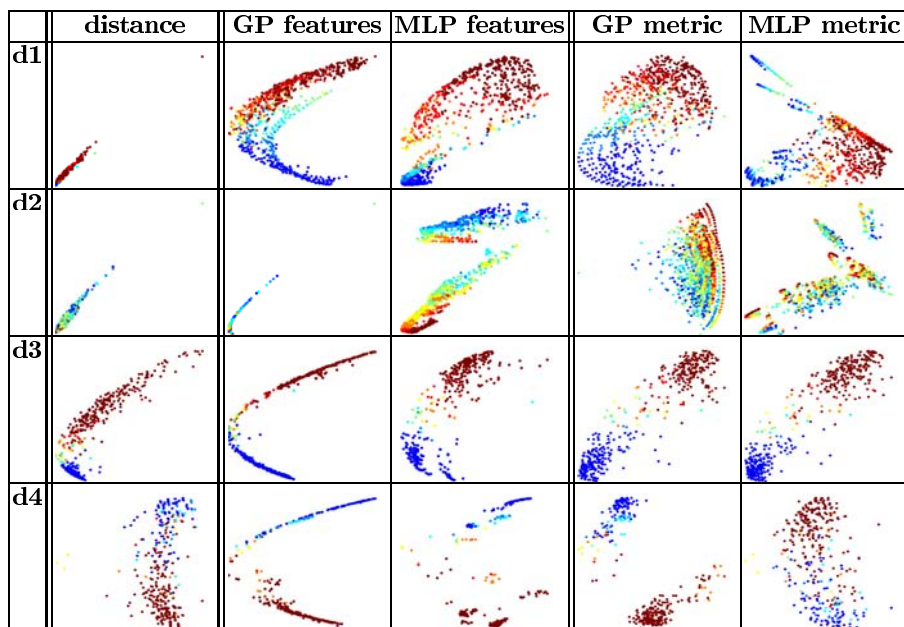 distance GP features MLP features GP metric MLP metric
d1
d2
d3
d4